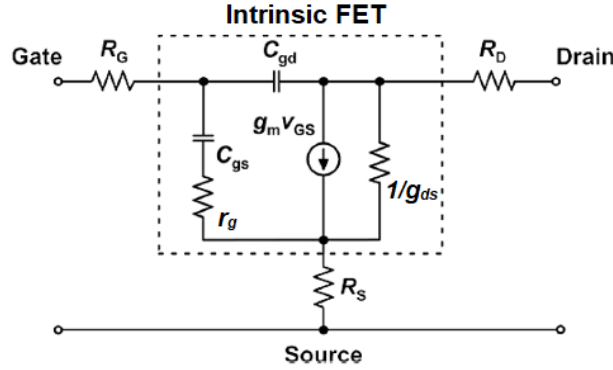 Intrinsic FET
Gate
R_G
C_gd
R_D
Drain
g_m v_GS
C_gs
r_g
1/g_ds
R_S
Source